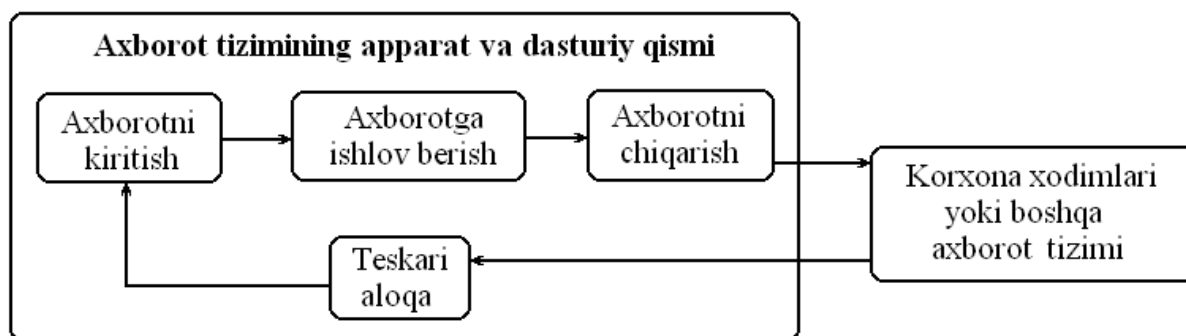 Axborot tizimining apparat va dasturiy qismi
Axborotni
kiritish
Axborotga
ishlov berish
Axborotni
chiqarish
Korxona xodimlari
yoki boshqa
axborot tizimi
Teskari
aloqa